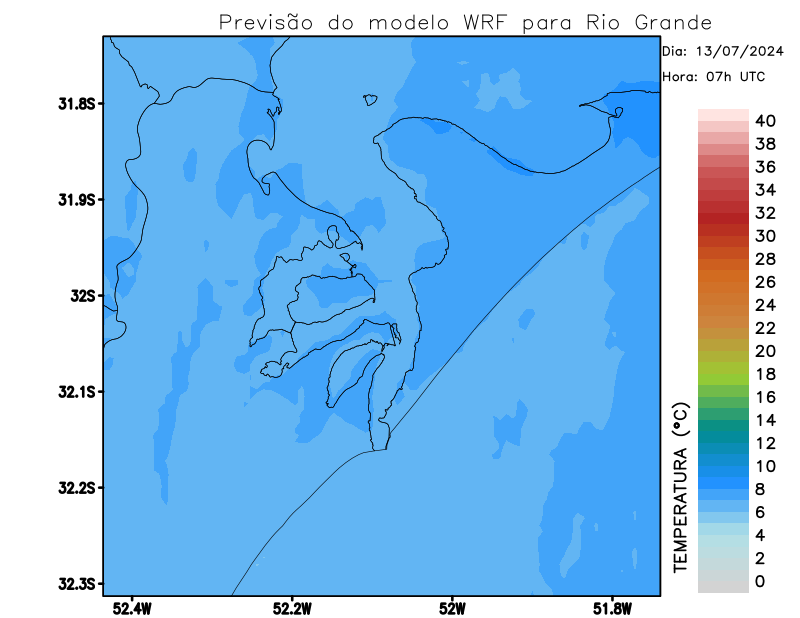 Previsão do modelo WRF para Rio Grande
Dia: 13/07/2024
Hora: 07h UTC
31.8S
31.9S
32S
32.1S
32.2S
32.3S
52.4W
52.2W
52W
51.8W
TEMPERATURA (°C)
40
38
36
34
32
30
28
26
24
22
20
18
16
14
12
10
8
6
4
2
0